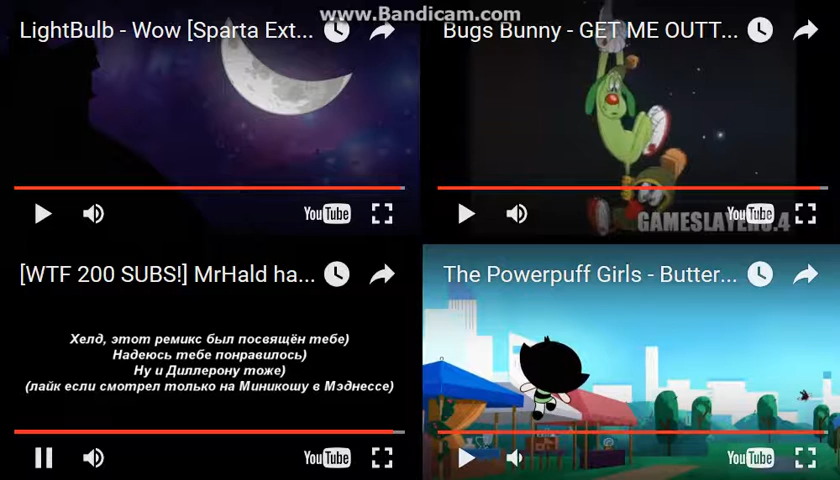 www.Bandicam.com
LightBulb - Wow [Sparta Ext...
Bugs Bunny - GET ME OUTT...
YouTube
GAMESLAYER3.4
YouTube
[WTF 200 SUBS!] MrHald ha...
The Powerpuff Girls - Butter...
Хелд, этот ремикс был посвящён тебе)
Надеюсь тебе понравилось)
Ну и Диллерону тоже)
(лайк если смотрел только на Миникошу в Мэднессе)
YouTube
YouTube